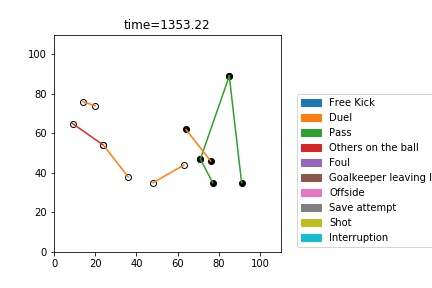 time=1353.22
100
80
60
40
20
0
0 20 40 60 80 100
Free Kick
Duel
Pass
Others on the ball
Foul
Goalkeeper leaving l
Offside
Save attempt
Shot
Interruption